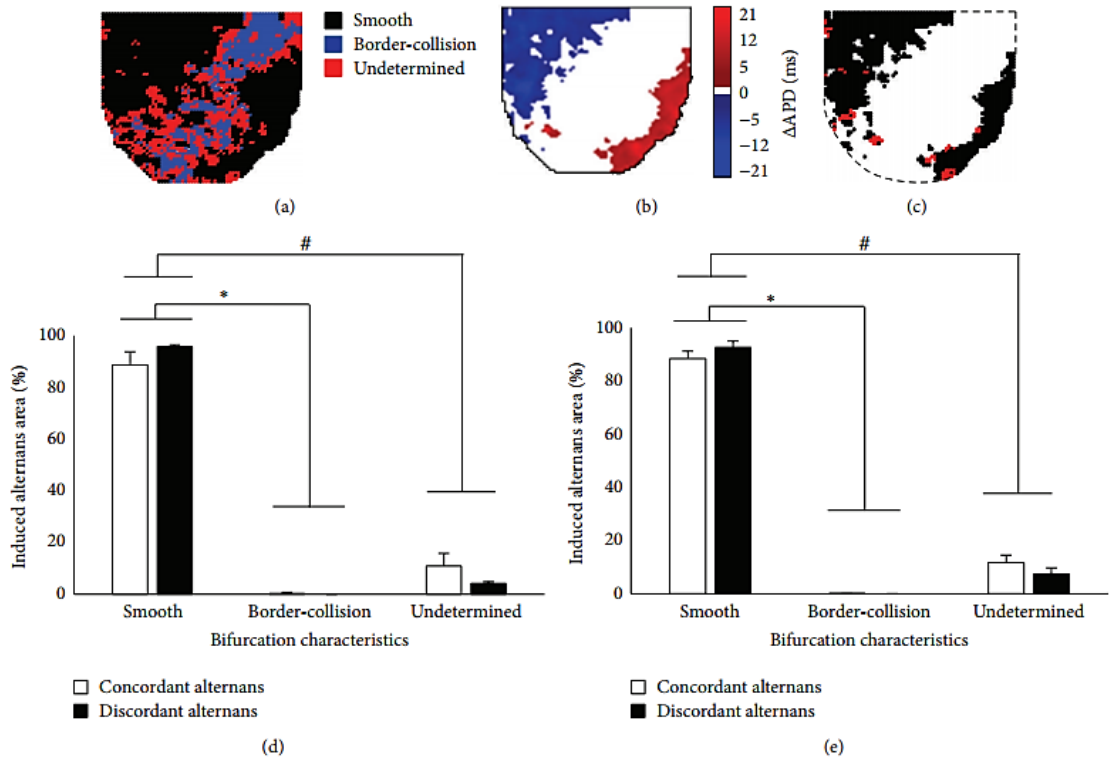 Smooth
Border-collision
Undetermined
(a)
21
12
5
0
−5
−12
−21
ΔAPD (ms)
(b)
(c)
#
*
100
80
60
40
20
0
Induced alternans area (%)
Smooth
Border-collision
Undetermined
Bifurcation characteristics
Concordant alternans
Discordant alternans
(d)
#
*
100
80
60
40
20
0
Induced alternans area (%)
Smooth
Border-collision
Undetermined
Bifurcation characteristics
Concordant alternans
Discordant alternans
(e)